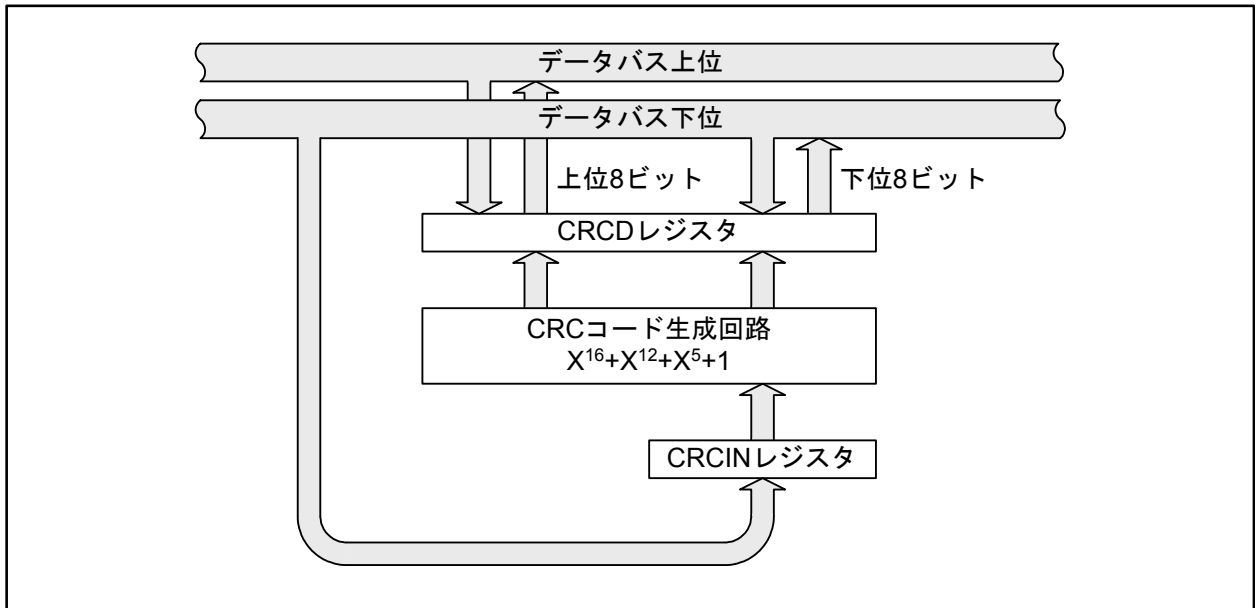 データバス上位
データバス下位
上位8ビット
下位8ビット
CRCDレジスタ
CRCコード生成回路
X¹⁶+X¹²+X⁵+1
CRCINレジスタ